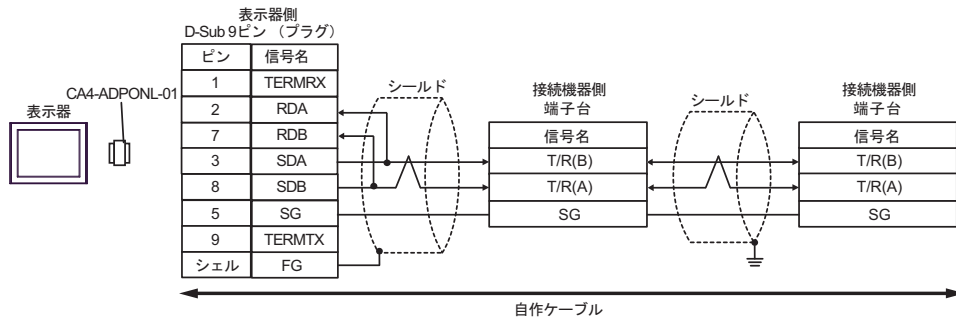 表示器側
D-Sub 9ピン （プラグ）
ピン 信号名
1 TERMRX
2 RDA
7 RDB
3 SDA
8 SDB
5 SG
9 TERMTX
シェル FG
CA4-ADPONL-01
表示器
シールド
接続機器側
端子台
信号名
T/R(B)
T/R(A)
SG
シールド
接続機器側
端子台
信号名
T/R(B)
T/R(A)
SG
自作ケーブル